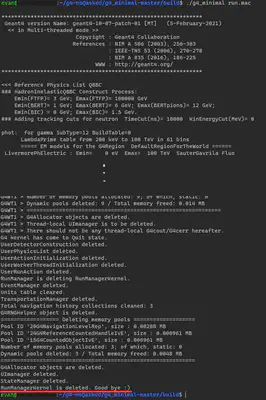 evan: :~/g4-nnGasket/g4_minimal-master/build$ ./g4_minimal run.mac
**************************************************************
Geant4 version Name: geant4-10-07-patch-01 [MT] (5-February-2021)
<< in Multi-threaded mode >>
Copyright : Geant4 Collaboration
References : NIM A 506 (2003), 250-303
: IEEE-TNS 53 (2006), 270-278
: NIM A 835 (2016), 186-225
WWW : http://geant4.org/
**************************************************************
<<< Reference Physics List QBBC
### HadronInelasticQBBC Construct Process:
Emin(FTFP)= 3 GeV; Emax(FTFP)= 100000 GeV
Emin(BERT)= 1 GeV; Emax(BERT)= 6 GeV; Emax(BERTpions)= 12 GeV;
Emin(BIC) = 0 GeV; Emax(BIC)= 1.5 GeV.
### Adding tracking cuts for neutron TimeCut(ns)= 10000 KinEnergyCut(MeV)= 0
phot: for gamma SubType=12 BuildTable=0
LambdaPrime table from 200 keV to 100 TeV in 61 bins
===== EM models for the G4Region DefaultRegionForTheWorld ======
LivermorePhElectric : Emin= 0 eV Emax= 100 TeV SauterGavrila Fluo
G4WT1 > Number of memory pools allocated: 9; of which, static: 0
G4WT1 > Dynamic pools deleted: 9 / Total memory freed: 0.014 MB
G4WT1 > ======================================================
G4WT1 > G4Allocator objects are deleted.
G4WT1 > Thread-local UImanager is to be deleted.
G4WT1 > There should not be any thread-local G4cout/G4cerr hereafter.
G4 kernel has come to Quit state.
UserDetectorConstruction deleted.
UserPhysicsList deleted.
UserActionInitialization deleted.
UserWorkerThreadInitialization deleted.
UserRunAction deleted.
RunManager is deleting RunManagerKernel.
EventManager deleted.
Units table cleared.
TransportationManager deleted.
Total navigation history collections cleaned: 3
G4RNGHelper object is deleted.
================== Deleting memory pools ===================
Pool ID '20G4NavigationLevelRep', size : 0.00288 MB
Pool ID '24G4ReferenceCountedHandleIvE', size : 0.000961 MB
Pool ID '15G4CountedObjectIvE', size : 0.000961 MB
Number of memory pools allocated: 3; of which, static: 0
Dynamic pools deleted: 3 / Total memory freed: 0.0048 MB
============================================================
G4Allocator objects are deleted.
UImanager deleted.
StateManager deleted.
RunManagerKernel is deleted. Good bye :)
evan: :~/g4-nnGasket/g4_minimal-master/build$